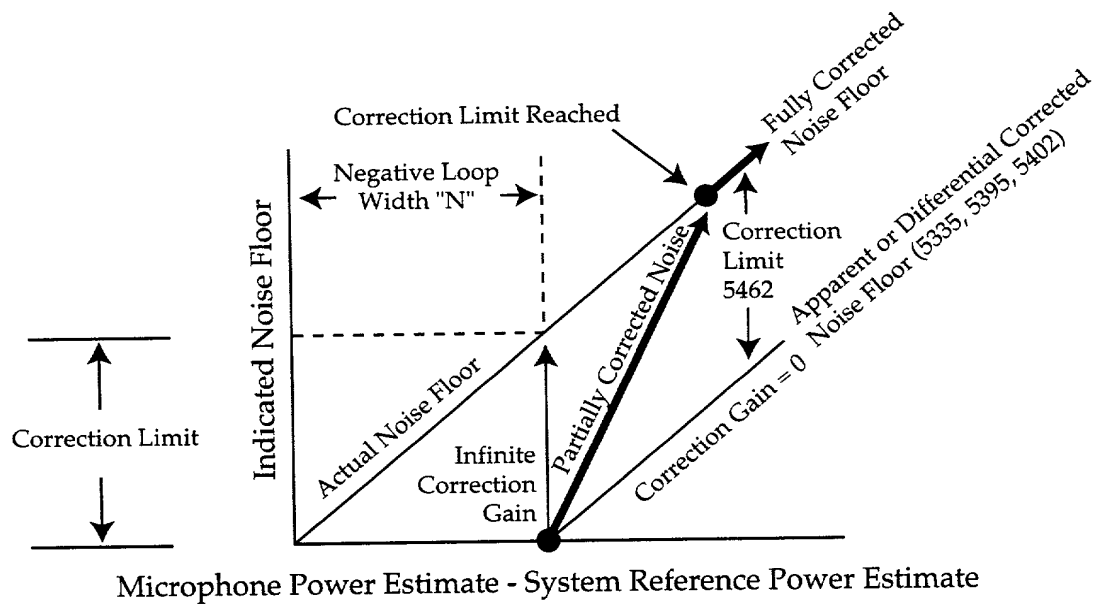 Correction Limit Reached
Fully Corrected
Noise Floor
Negative Loop
Width "N"
Indicated Noise Floor
Correction
Limit
5462
Apparent or Differential Corrected
Noise Floor (5335, 5395, 5402)
Partially Corrected Noise
Actual Noise Floor
Correction Limit
Infinite
Correction
Gain
Correction Gain = 0
Microphone Power Estimate - System Reference Power Estimate